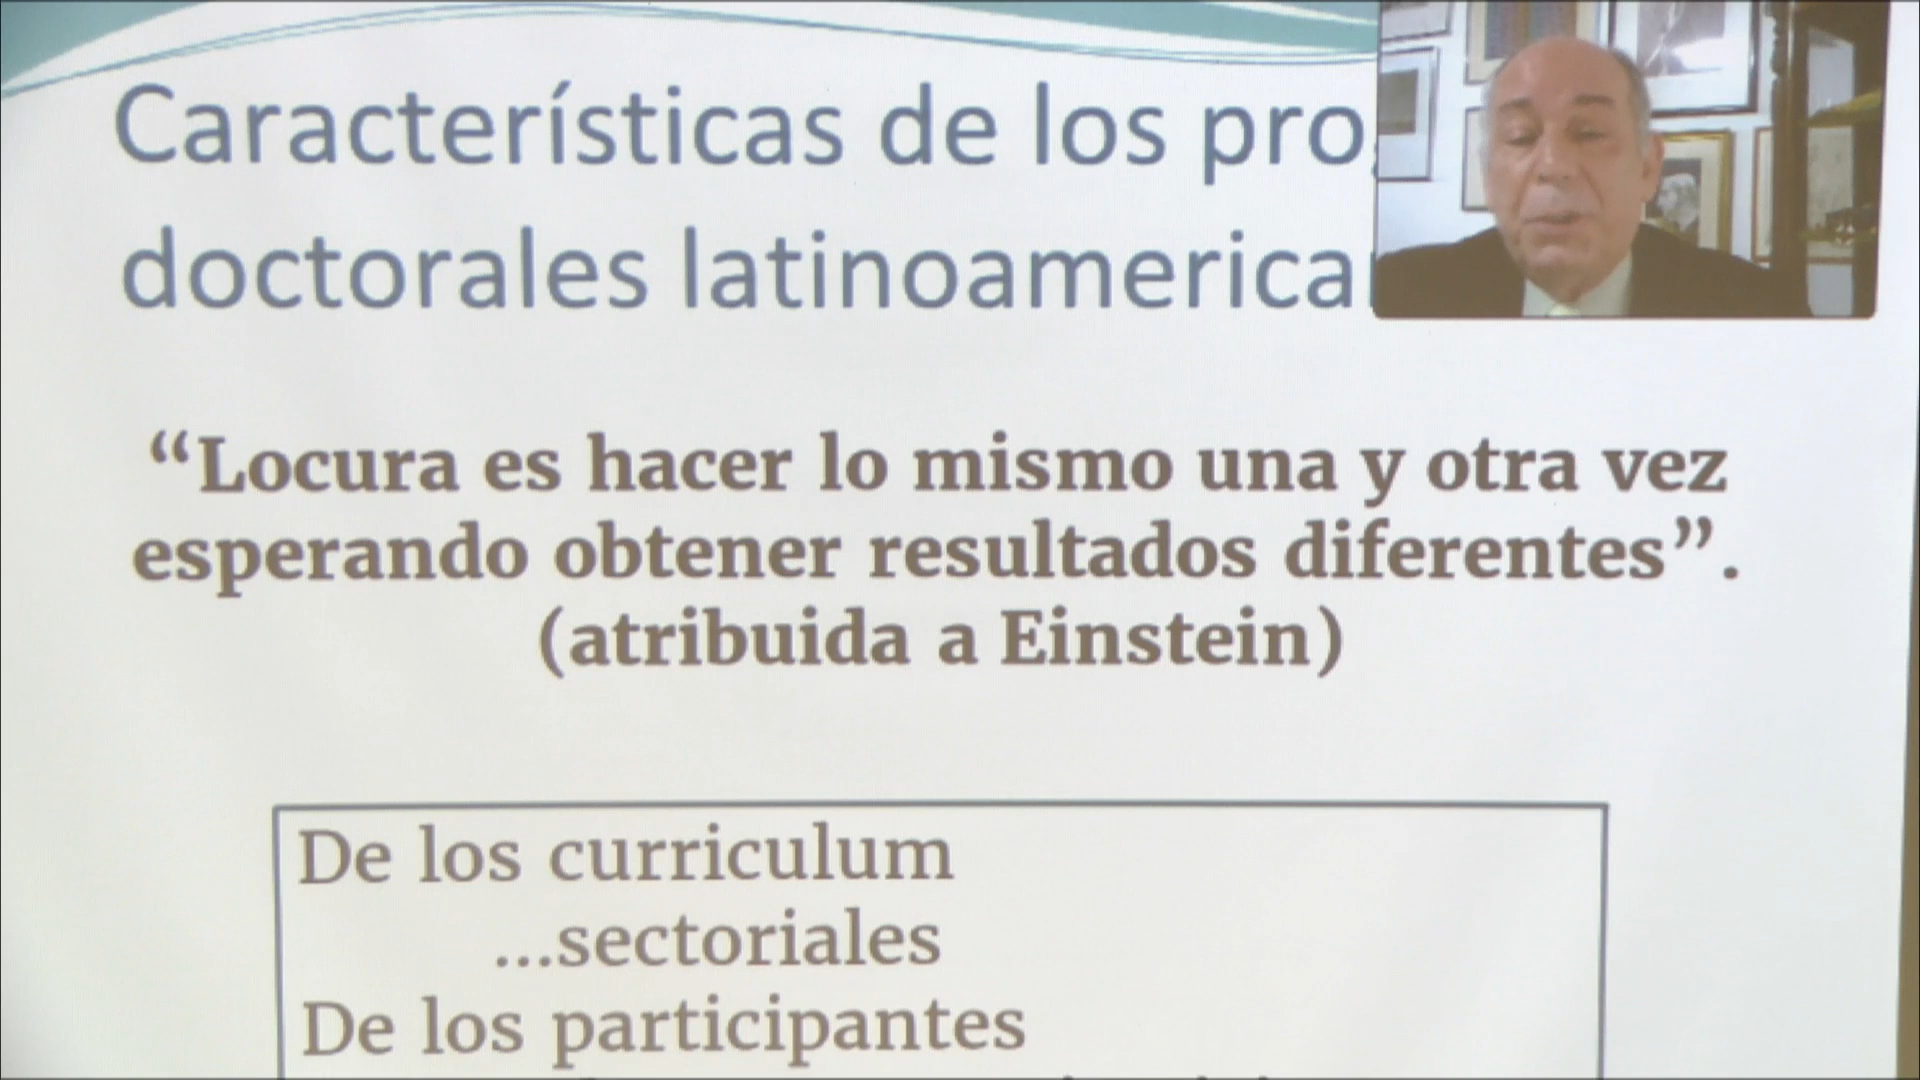 Características de los pro
doctorales latinoamerica
“Locura es hacer lo mismo una y otra vez
esperando obtener resultados diferentes”.
(atribuida a Einstein)
De los curriculum
...sectoriales
De los participantes